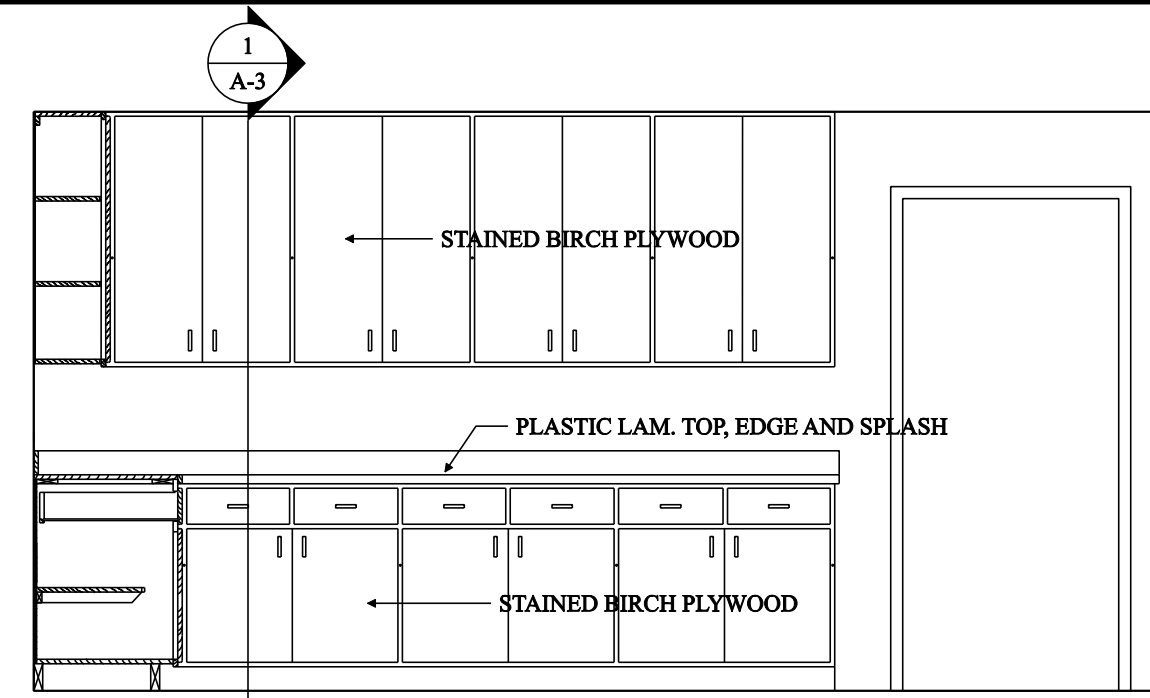 1
A-3
STAINED BIRCH PLYWOOD
PLASTIC LAM. TOP, EDGE AND SPLASH
STAINED BIRCH PLYWOOD